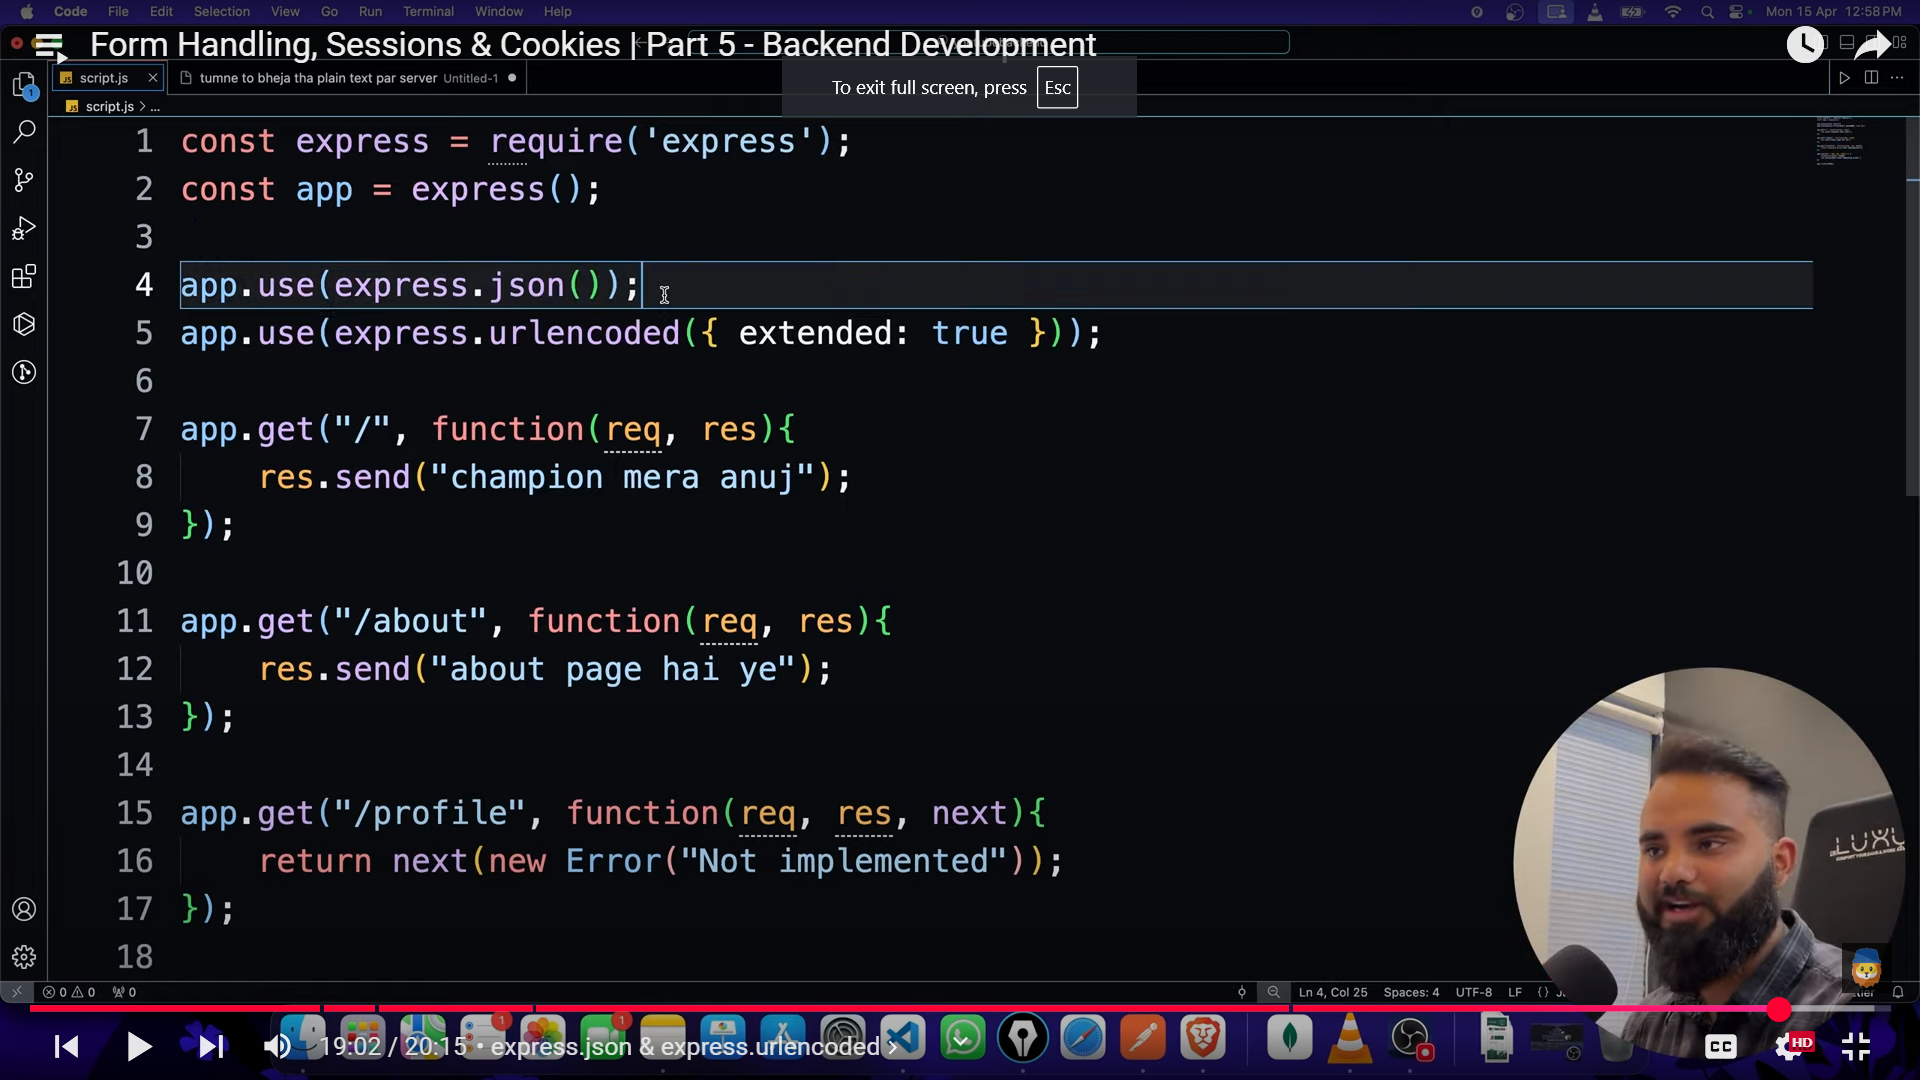 Code File Edit Selection View Go Run Terminal Window Help
Mon 15 Apr 12:58 PM
Form Handling, Sessions & Cookies | Part 5 - Backend Development
JS script.js
tumne to bheja tha plain text par server Untitled-1
To exit full screen, press Esc
JS script.js > ...
1
1 const express = require('express');
2 const app = express();
3
4 app.use(express.json());
5 app.use(express.urlencoded({ extended: true }));
6
7 app.get("/", function(req, res){
8 res.send("champion mera anuj");
9 });
10
11 app.get("/about", function(req, res){
12 res.send("about page hai ye");
13 });
14
15 app.get("/profile", function(req, res, next){
16 return next(new Error("Not implemented"));
17 });
18
LUXU
0 0 0
Ln 4, Col 25 Spaces: 4 UTF-8 LF {}
1 1
19:02 / 20:15 • express.json & express.urlencoded >
CC HD